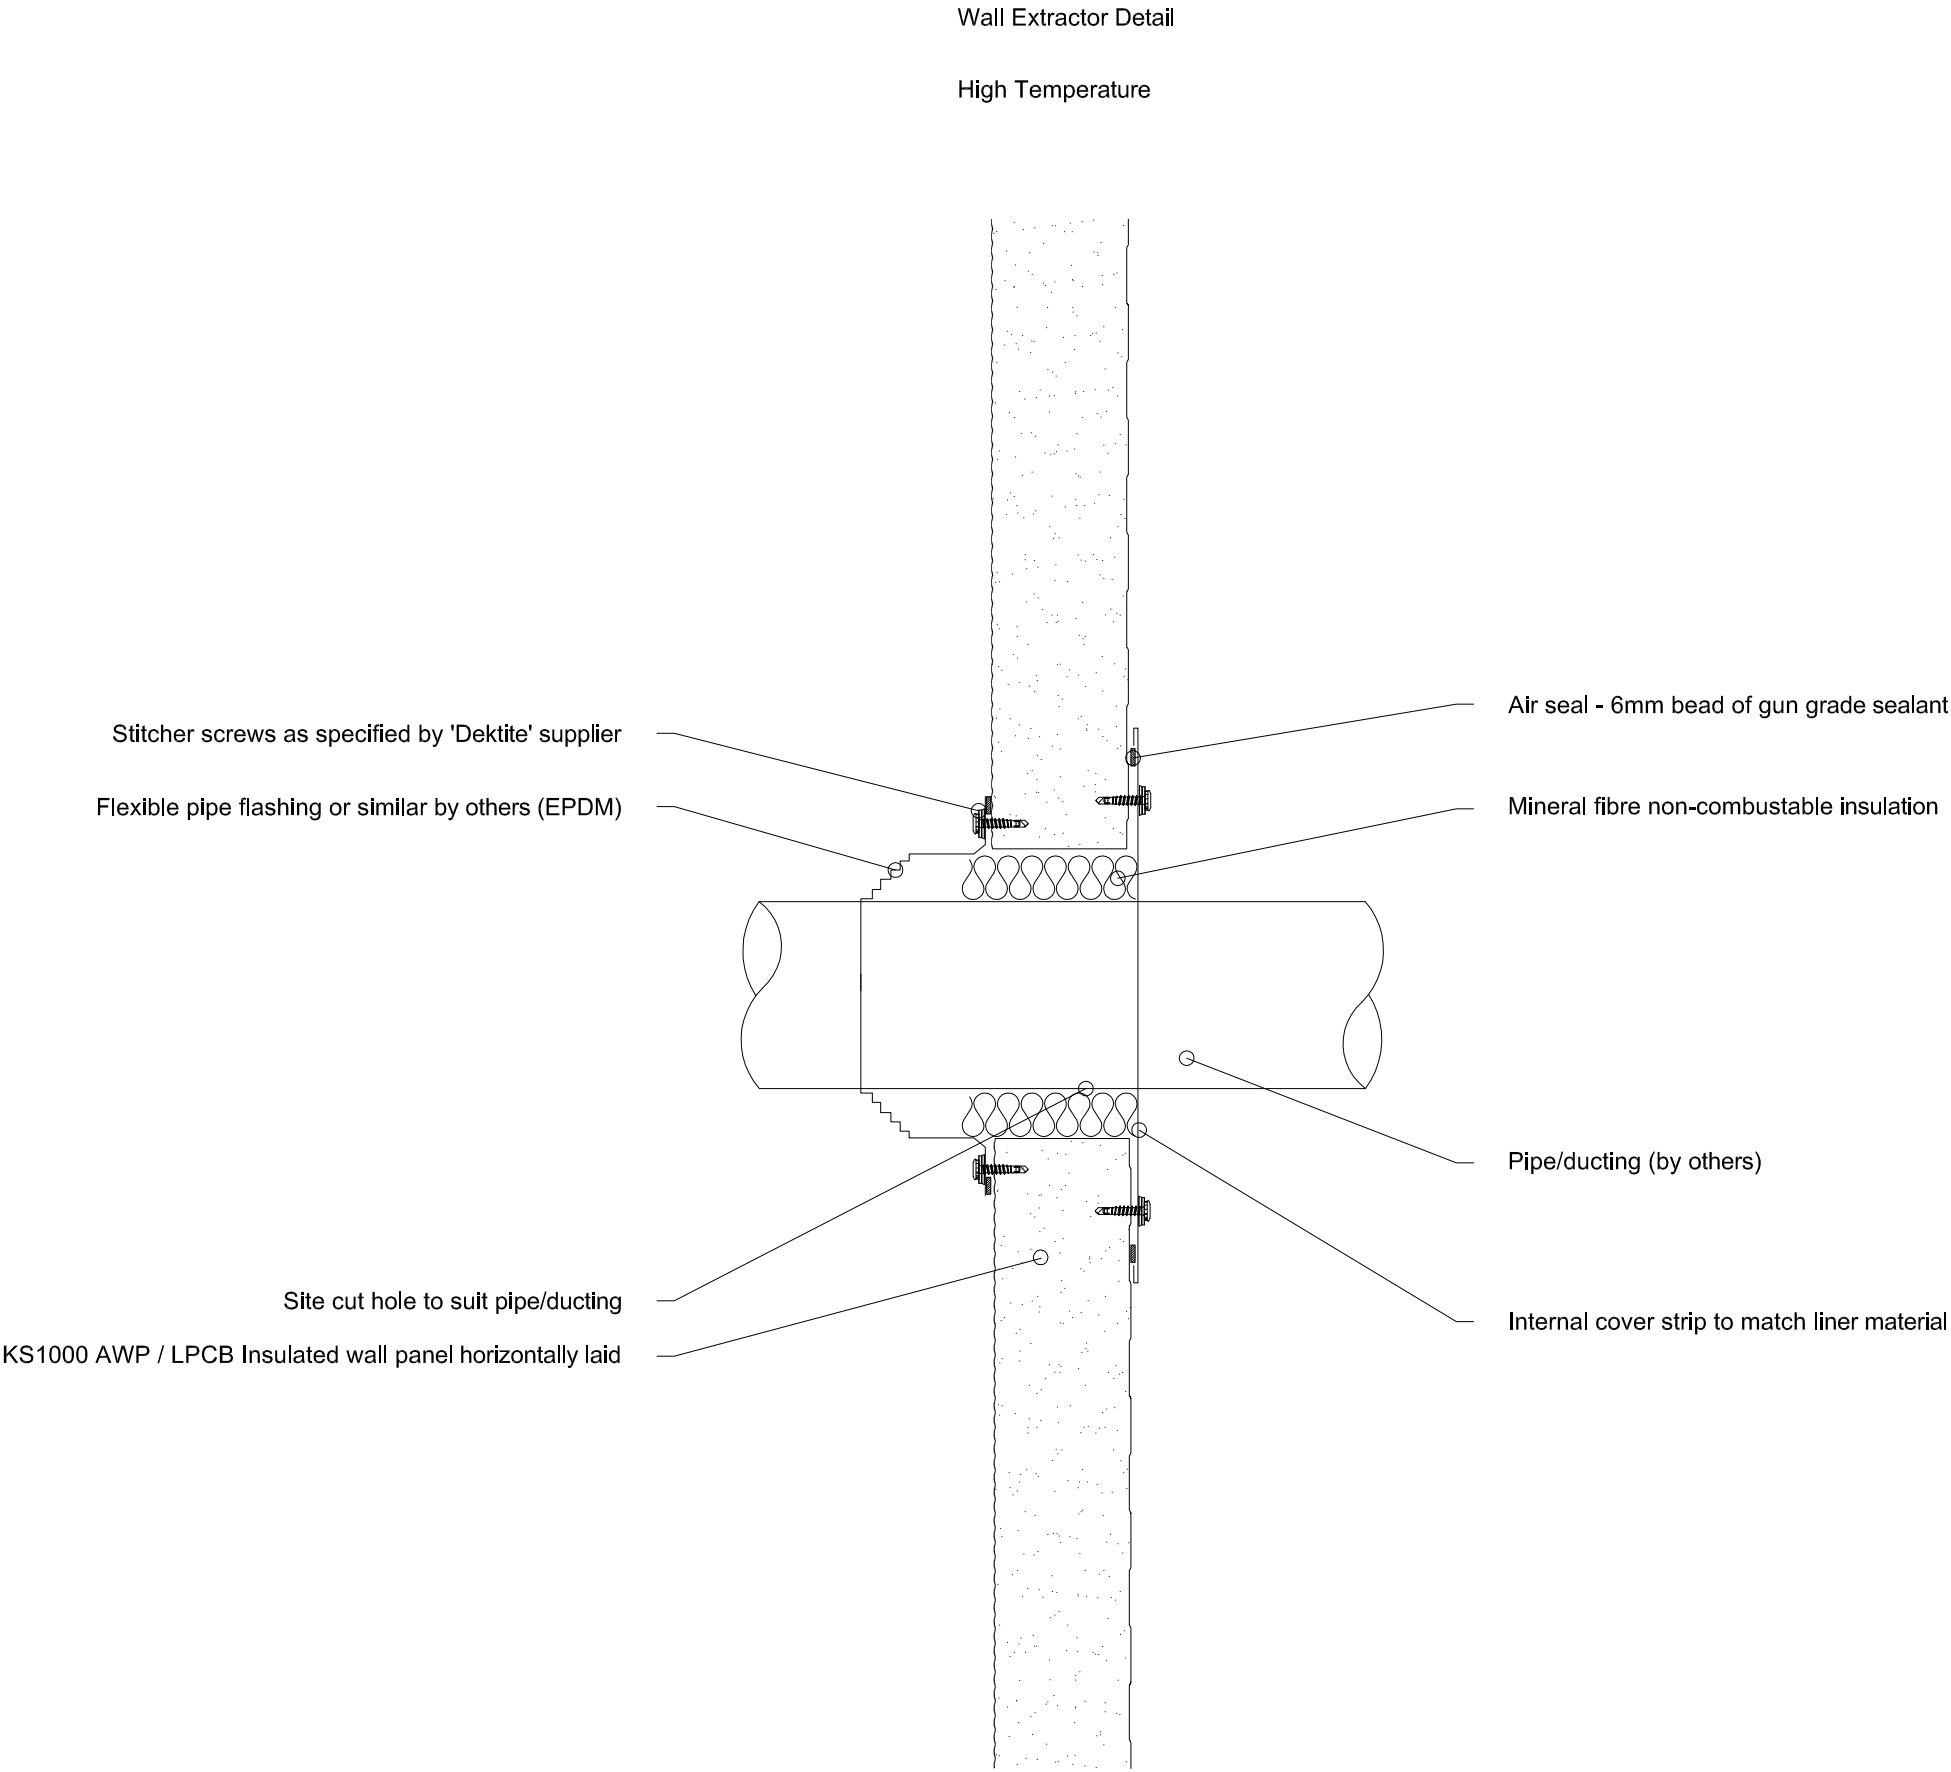 Wall Extractor Detail
High Temperature
Air seal - 6mm bead of gun grade sealant
Stitcher screws as specified by 'Dektite' supplier
Flexible pipe flashing or similar by others (EPDM)
Mineral fibre non-combustable insulation
Pipe/ducting (by others)
Site cut hole to suit pipe/ducting
Internal cover strip to match liner material
KS1000 AWP / LPCB Insulated wall panel horizontally laid